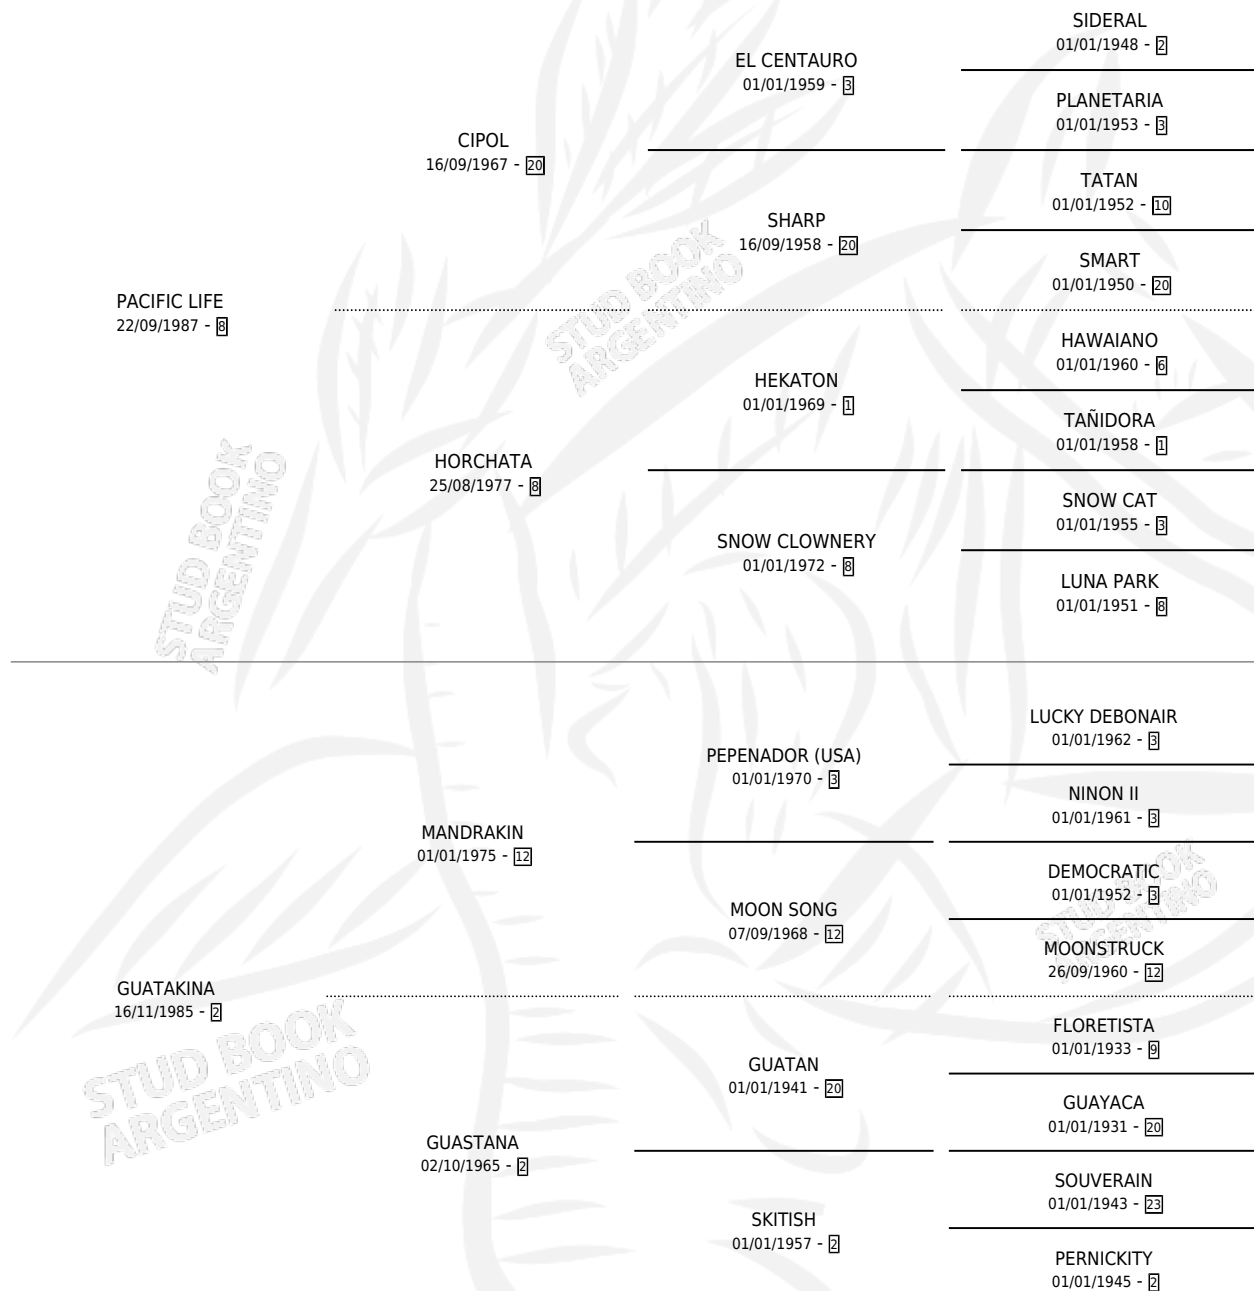 SIDERAL
01/01/1948 - 2
EL CENTAURO
01/01/1959 - 3
PLANETARIA
01/01/1953 - 3
CIPOL
16/09/1967 - 20
TATAN
01/01/1952 - 10
SHARP
16/09/1958 - 20
SMART
01/01/1950 - 20
PACIFIC LIFE
22/09/1987 - 8
HAWAIANO
01/01/1960 - 6
HEKATON
01/01/1969 - 1
TAÑIDORA
01/01/1958 - 1
HORCHATA
25/08/1977 - 8
SNOW CAT
01/01/1955 - 3
SNOW CLOWNERY
01/01/1972 - 8
LUNA PARK
01/01/1951 - 8
LUCKY DEBONAIR
01/01/1962 - 3
PEPENADOR (USA)
01/01/1970 - 3
NINON II
01/01/1961 - 3
MANDRAKIN
01/01/1975 - 12
DEMOCRATIC
01/01/1952 - 3
MOON SONG
07/09/1968 - 12
MOONSTRUCK
26/09/1960 - 12
GUATAKINA
16/11/1985 - 2
FLORETISTA
01/01/1933 - 9
GUATAN
01/01/1941 - 20
GUAYACA
01/01/1931 - 20
GUASTANA
02/10/1965 - 2
SOUVERAIN
01/01/1943 - 23
SKITISH
01/01/1957 - 2
PERNICKITY
01/01/1945 - 2
STUD BOOK
ARGENTINO
STUD BOOK
ARGENTINO
STUD BOOK
ARGENTINO
STUD BOOK
ARGENTINO